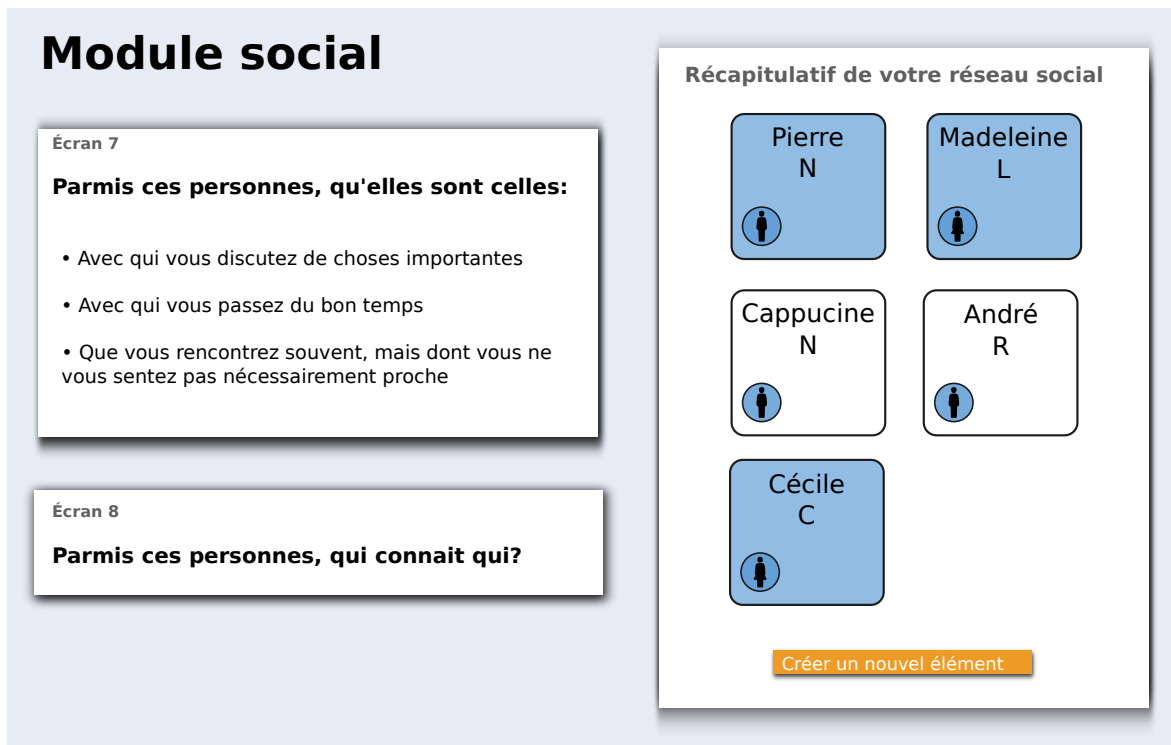 Module social
Écran 7
Parmis ces personnes, qu'elles sont celles:
• Avec qui vous discutez de choses importantes
• Avec qui vous passez du bon temps
• Que vous rencontrez souvent, mais dont vous ne
vous sentez pas nécessairement proche
Écran 8
Parmis ces personnes, qui connait qui?
Récapitulatif de votre réseau social
Pierre
N
Madeleine
L
Cappucine
N
André
R
Cécile
C
Créer un nouvel élément